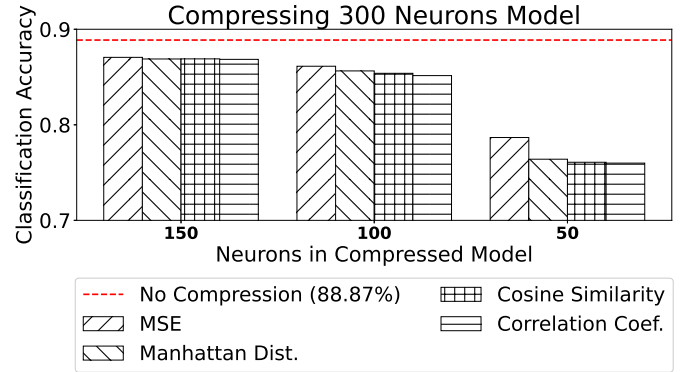 Compressing 300 Neurons Model
Classification Accuracy
0.9
0.8
0.7
150 100 50
Neurons in Compressed Model
No Compression (88.87%)
MSE
Manhattan Dist.
Cosine Similarity
Correlation Coef.